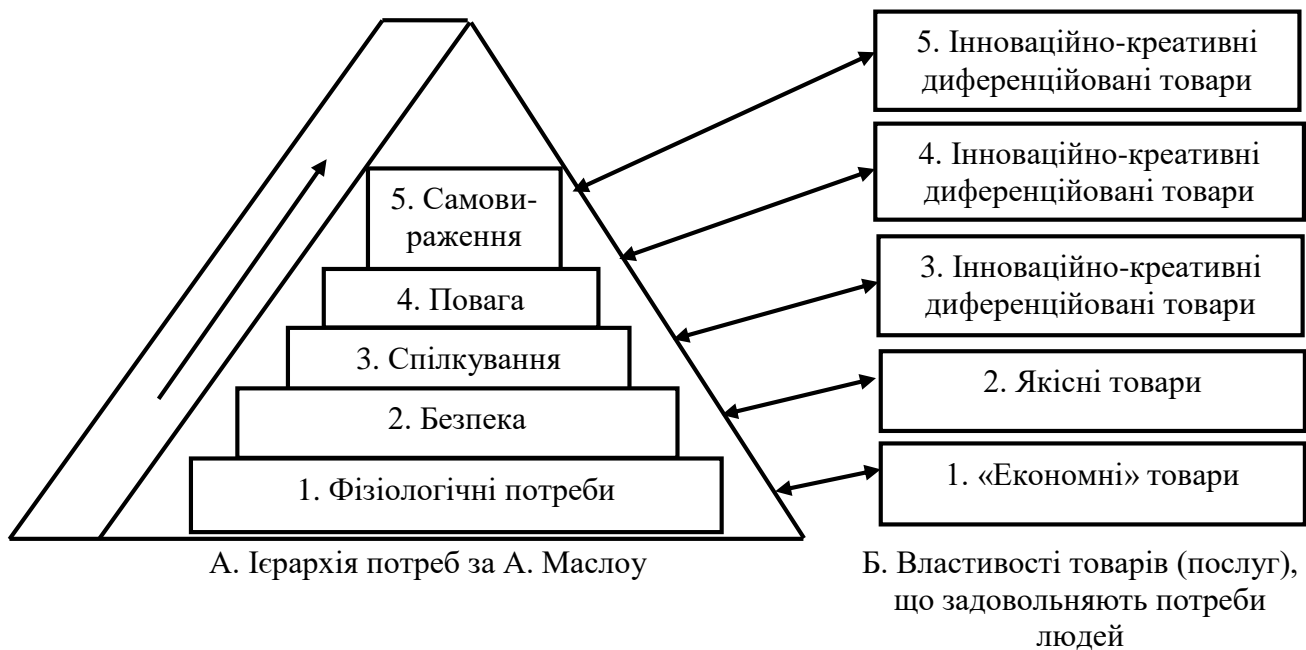 5. Самови-
раження
4. Повага
3. Спілкування
2. Безпека
1. Фізіологічні потреби
А. Ієрархія потреб за А. Маслоу
5. Інноваційно-креативні
диференційовані товари
4. Інноваційно-креативні
диференційовані товари
3. Інноваційно-креативні
диференційовані товари
2. Якісні товари
1. «Економні» товари
Б. Властивості товарів (послуг),
що задовольняють потреби
людей